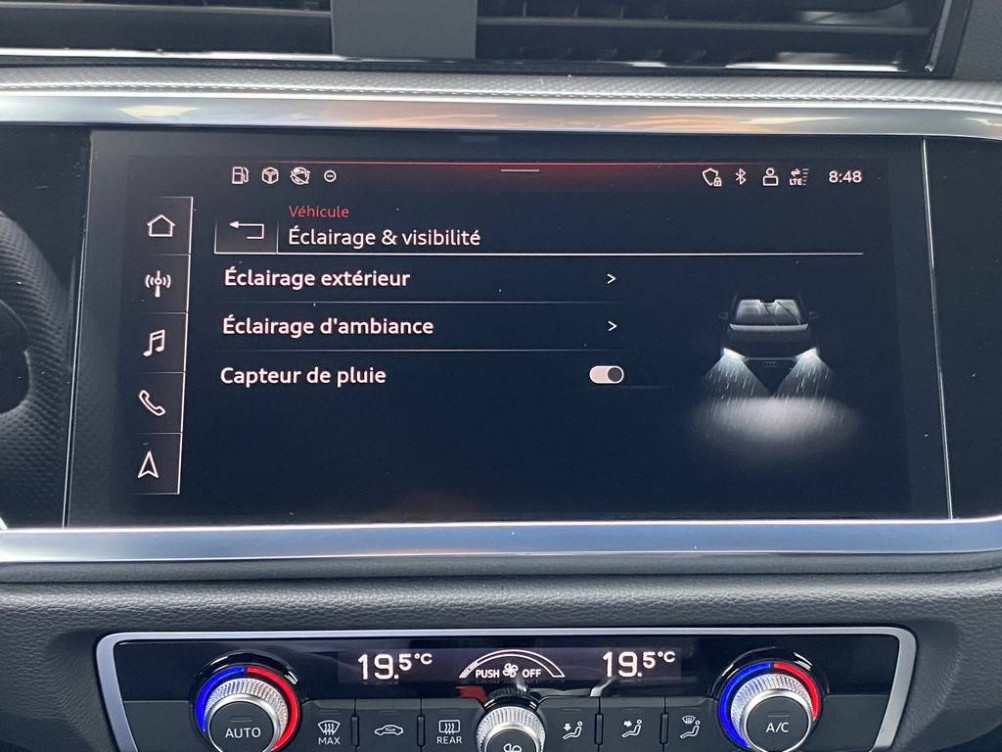 LTE
8:48
Véhicule
Éclairage & visibilité
Éclairage extérieur >
Éclairage d'ambiance >
Capteur de pluie
19.5°C
PUSH OFF
19.5°C
AUTO
MAX
REAR
A/C